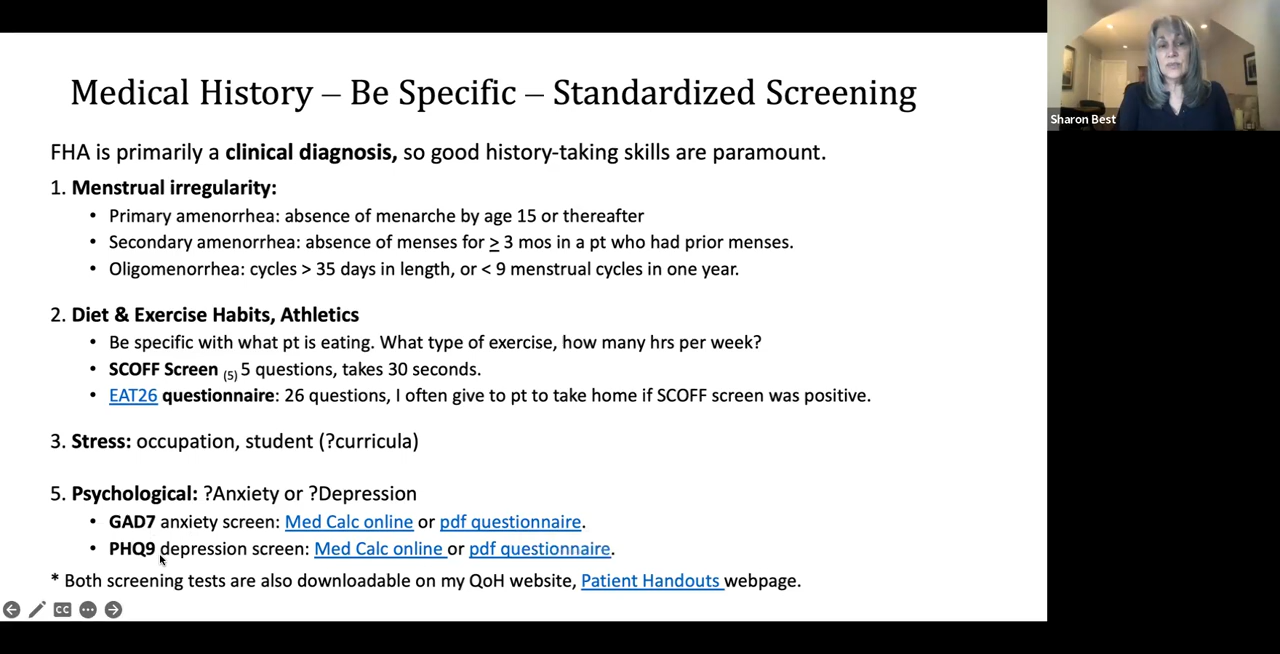 Medical History – Be Specific – Standardized Screening
Sharon Best
FHA is primarily a clinical diagnosis, so good history-taking skills are paramount.
1. Menstrual irregularity:
• Primary amenorrhea: absence of menarche by age 15 or thereafter
• Secondary amenorrhea: absence of menses for > 3 mos in a pt who had prior menses.
• Oligomenorrhea: cycles > 35 days in length, or < 9 menstrual cycles in one year.
2. Diet & Exercise Habits, Athletics
• Be specific with what pt is eating. What type of exercise, how many hrs per week?
• SCOFF Screen (5) 5 questions, takes 30 seconds.
• EAT26 questionnaire: 26 questions, I often give to pt to take home if SCOFF screen was positive.
3. Stress: occupation, student (?curricula)
5. Psychological: ?Anxiety or ?Depression
• GAD7 anxiety screen: Med Calc online or pdf questionnaire.
• PHQ9 depression screen: Med Calc online or pdf questionnaire.
* Both screening tests are also downloadable on my QoH website, Patient Handouts webpage.
CC